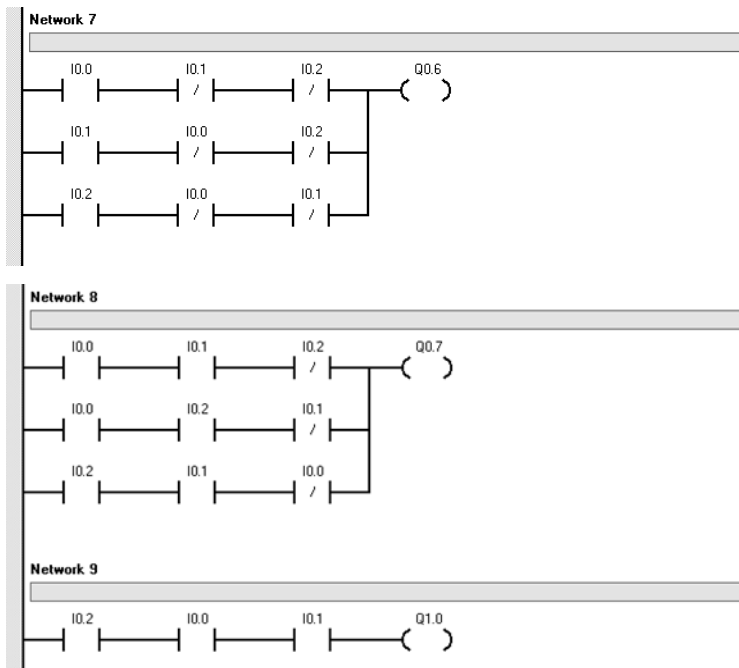 Network 7
I0.0 I0.1 I0.2 Q0.6
I0.1 I0.0 I0.2
I0.2 I0.0 I0.1
Network 8
I0.0 I0.1 I0.2 Q0.7
I0.0 I0.2 I0.1
I0.2 I0.1 I0.0
Network 9
I0.2 I0.0 I0.1 Q1.0